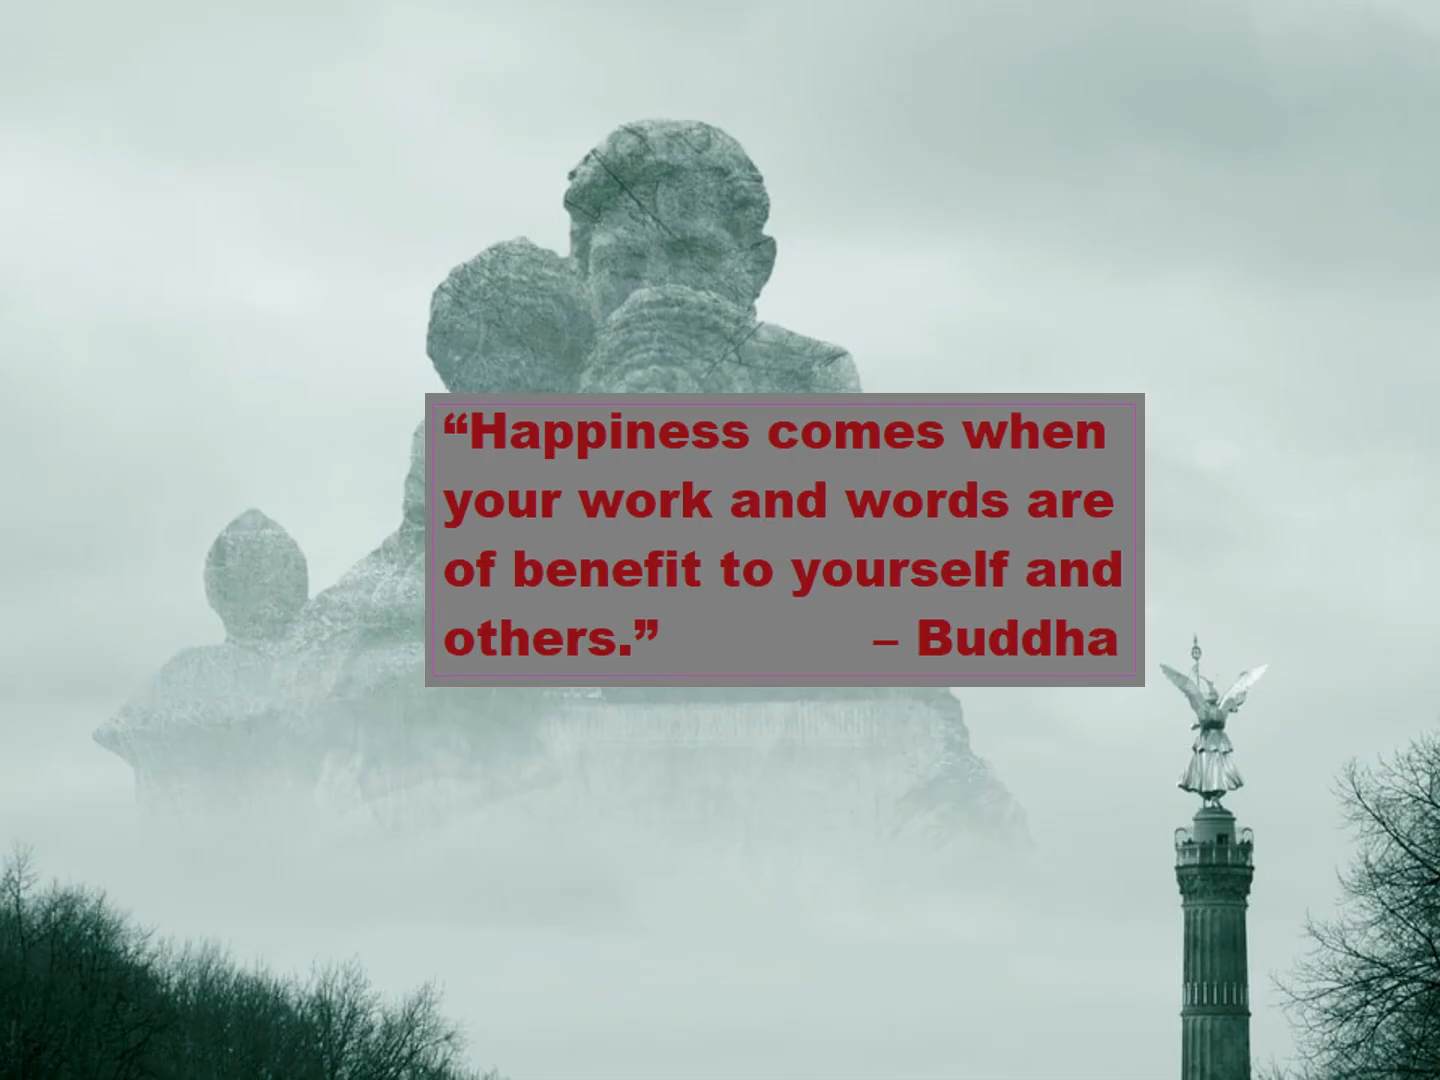 “Happiness comes when
your work and words are
of benefit to yourself and
others.” – Buddha